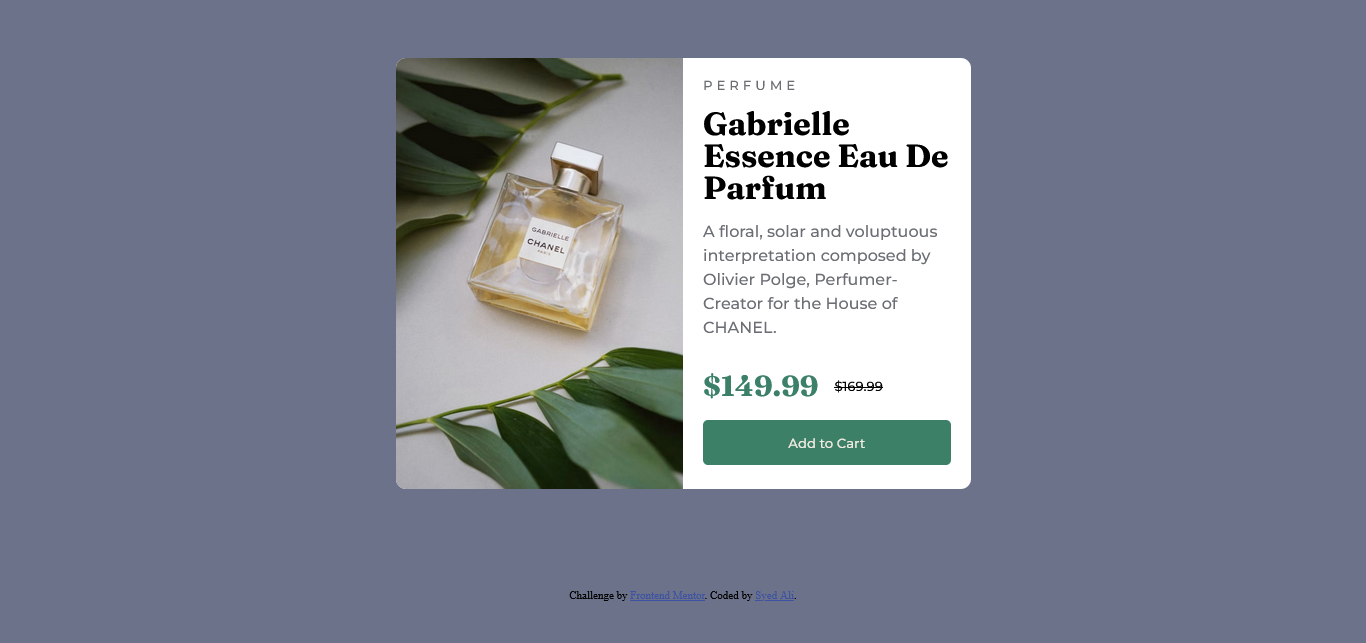 PERFUME
Gabrielle
Essence Eau De
Parfum
A floral, solar and voluptuous
interpretation composed by
Olivier Polge, Perfumer-
Creator for the House of
CHANEL.
$149.99 $169.99
Add to Cart
GABRIELLE
CHANEL
PARIS
Challenge by Frontend Mentor. Coded by Syed Ali.